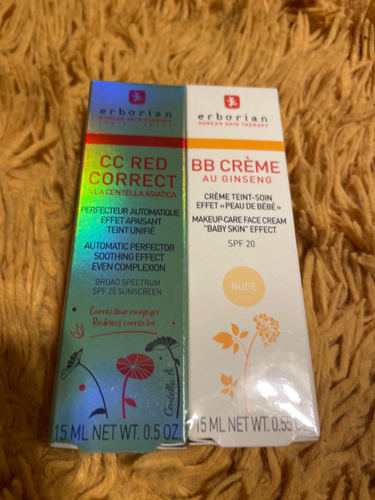 erborian
KOREAN SKIN THERAPY
CC RED
CORRECT
À LA CENTELLA ASIATICA
PERFECTEUR AUTOMATIQUE
EFFET APAISANT
TEINT UNIFIÉ
AUTOMATIC PERFECTOR
SOOTHING EFFECT
EVEN COMPLEXION
BROAD SPECTRUM
SPF 25 SUNSCREEN
Correcteur rougeurs
Redness corrector
Centella A.
15 ML NET WT. 0.5 OZ
erborian
KOREAN SKIN THERAPY
BB CRÈME
AU GINSENG
CRÈME TEINT-SOIN
EFFET « PEAU DE BÉBÉ »
MAKEUP-CARE FACE CREAM
"BABY SKIN" EFFECT
SPF 20
NUDE
15 ML NET WT. 0.55 OZ